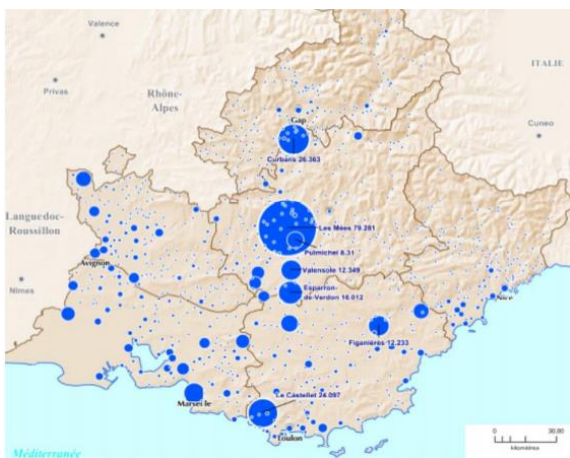 Valence
ITALIE
Privas
Rhône-
Alpes
Gap
Cuneo
Curbans 26.363
Languedoc-
Roussillon
Les Mées 79.281
Puimichel 8.31
Avignon
Valensole 12.349
Esparron-
de-Verdon 16.012
Nîmes
Nice
Figanières 12.233
Le Castellet 24.097
Marseille
Toulon
Méditerranée
0
30.00
kilomètres